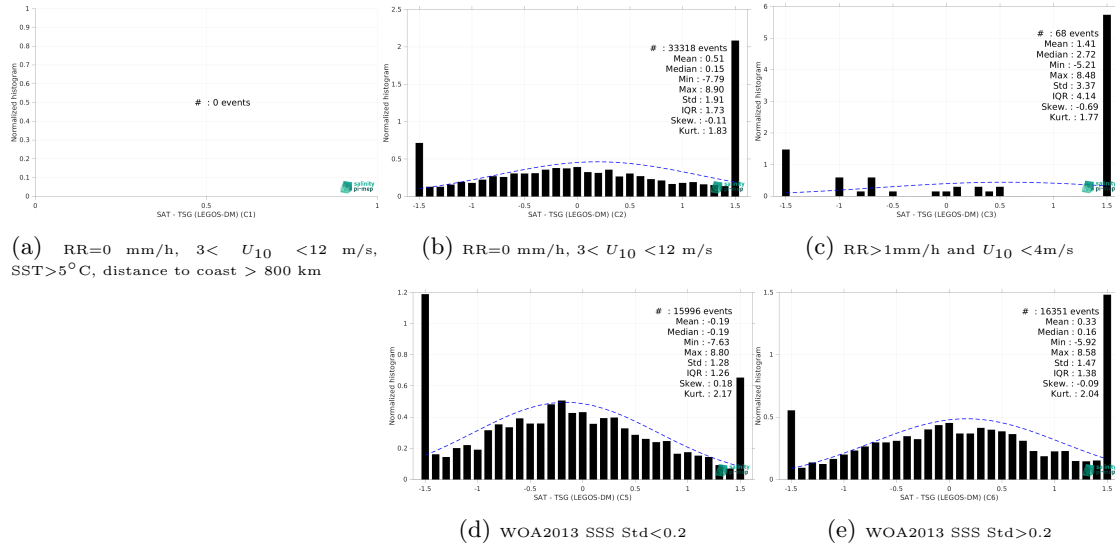 1
0.9
0.8
0.7
0.6
0.5
0.4
0.3
0.2
0.1
0
Normalized histogram
# : 0 events
salinity
pi-mep
0 0.5 1
SAT - TSG (LEGOS-DM) (C1)
(a) RR=0 mm/h, 3< U10 <12 m/s,
SST>5°C, distance to coast > 800 km
2.5
2
1.5
1
0.5
0
Normalized histogram
# : 33318 events
Mean : 0.51
Median : 0.15
Min : -7.79
Max : 8.90
Std : 1.91
IQR : 1.73
Skew. : -0.11
Kurt. : 1.83
salinity
pi-mep
-1.5 -1 -0.5 0 0.5 1 1.5
SAT - TSG (LEGOS-DM) (C2)
(b) RR=0 mm/h, 3< U10 <12 m/s
6
5
4
3
2
1
0
Normalized histogram
# : 68 events
Mean : 1.41
Median : 2.72
Min : -5.21
Max : 8.48
Std : 3.37
IQR : 4.14
Skew. : -0.69
Kurt. : 1.77
-1.5 -1 -0.5 0 0.5 1 1.5
SAT - TSG (LEGOS-DM) (C3)
(c) RR>1mm/h and U10 <4m/s
1.2
1
0.8
0.6
0.4
0.2
0
Normalized histogram
# : 15996 events
Mean : -0.19
Median : -0.19
Min : -7.63
Max : 8.80
Std : 1.28
IQR : 1.26
Skew. : 0.18
Kurt. : 2.17
-1.5 -1 -0.5 0 0.5 1 1.5
SAT - TSG (LEGOS-DM) (C5)
(d) WOA2013 SSS Std<0.2
1.5
1
0.5
0
Normalized histogram
# : 16351 events
Mean : 0.33
Median : 0.16
Min : -5.92
Max : 8.58
Std : 1.47
IQR : 1.38
Skew. : -0.09
Kurt. : 2.04
-1.5 -1 -0.5 0 0.5 1 1.5
SAT - TSG (LEGOS-DM) (C6)
(e) WOA2013 SSS Std>0.2